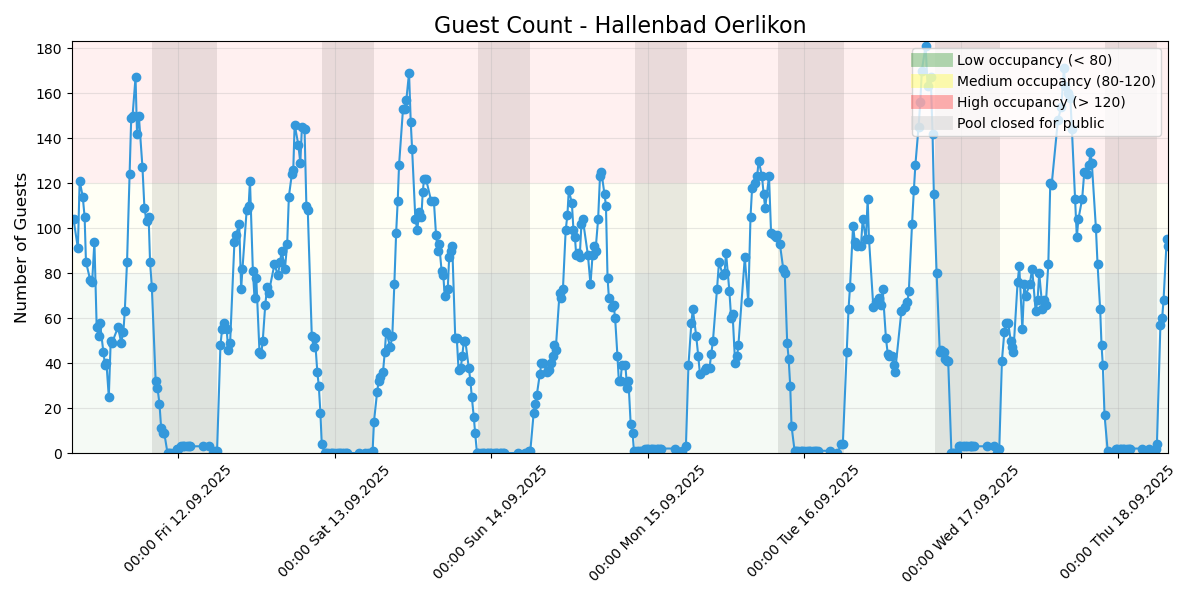 Guest Count - Hallenbad Oerlikon
Number of Guests
180
160
140
120
100
80
60
40
20
0
Low occupancy (< 80)
Medium occupancy (80-120)
High occupancy (> 120)
Pool closed for public
00:00 Fri 12.09.2025
00:00 Sat 13.09.2025
00:00 Sun 14.09.2025
00:00 Mon 15.09.2025
00:00 Tue 16.09.2025
00:00 Wed 17.09.2025
00:00 Thu 18.09.2025